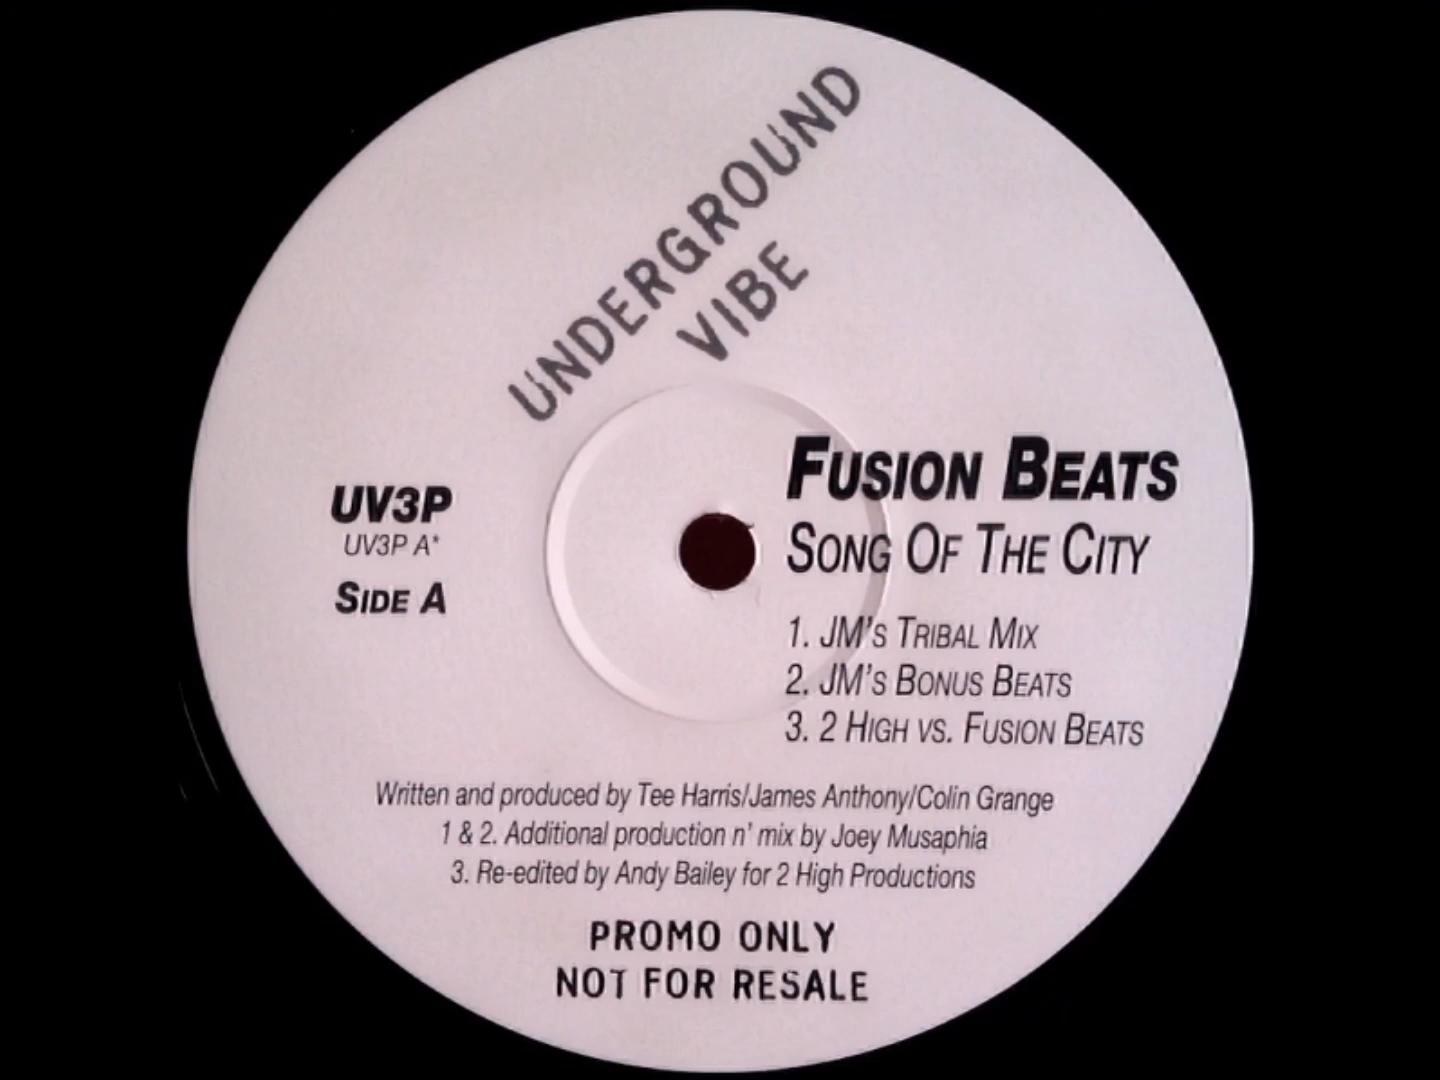 UNDERGROUND
VIBE
FUSION BEATS
SONG OF THE CITY
UV3P
UV3P A*
SIDE A
1. JM'S TRIBAL MIX
2. JM'S BONUS BEATS
3. 2 HIGH VS. FUSION BEATS
Written and produced by Tee Harris/James Anthony/Colin Grange
1 & 2. Additional production n' mix by Joey Musaphia
3. Re-edited by Andy Bailey for 2 High Productions
PROMO ONLY
NOT FOR RESALE